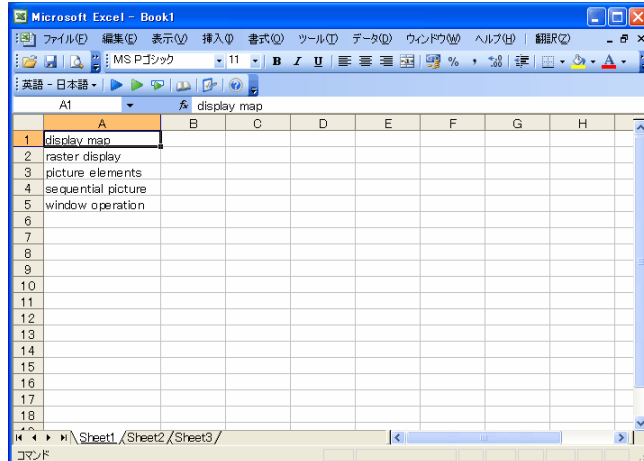 Microsoft Excel - Book1
ファイル(F) 編集(E) 表示(V) 挿入(I) 書式(O) ツール(T) データ(D) ウィンドウ(W) ヘルプ(H) 翻訳(Z)
MS Pゴシック 11 B I U %
英語 - 日本語
A1 fx display map
A B C D E F G H
1 display map
2 raster display
3 picture elements
4 sequential picture
5 window operation
6
7
8
9
10
11
12
13
14
15
16
17
18
Sheet1 Sheet2 Sheet3
コマンド